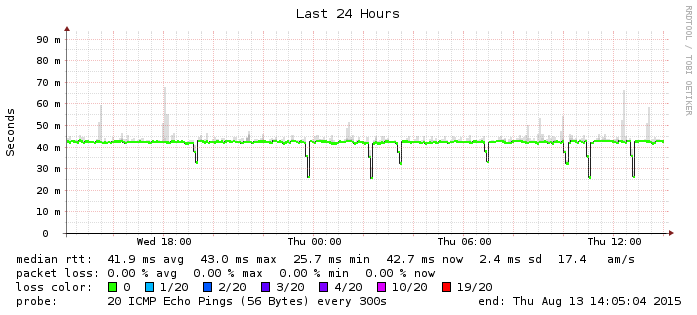 Last 24 Hours
RRDTOOL / TOBI OETIKER
Seconds
90 m
80 m
70 m
60 m
50 m
40 m
30 m
20 m
10 m
0
Wed 18:00 Thu 00:00 Thu 06:00 Thu 12:00
median rtt: 41.9 ms avg 43.0 ms max 25.7 ms min 42.7 ms now 2.4 ms sd 17.4 am/s
packet loss: 0.00 % avg 0.00 % max 0.00 % min 0.00 % now
loss color: 0 1/20 2/20 3/20 4/20 10/20 19/20
probe: 20 ICMP Echo Pings (56 Bytes) every 300s end: Thu Aug 13 14:05:04 2015